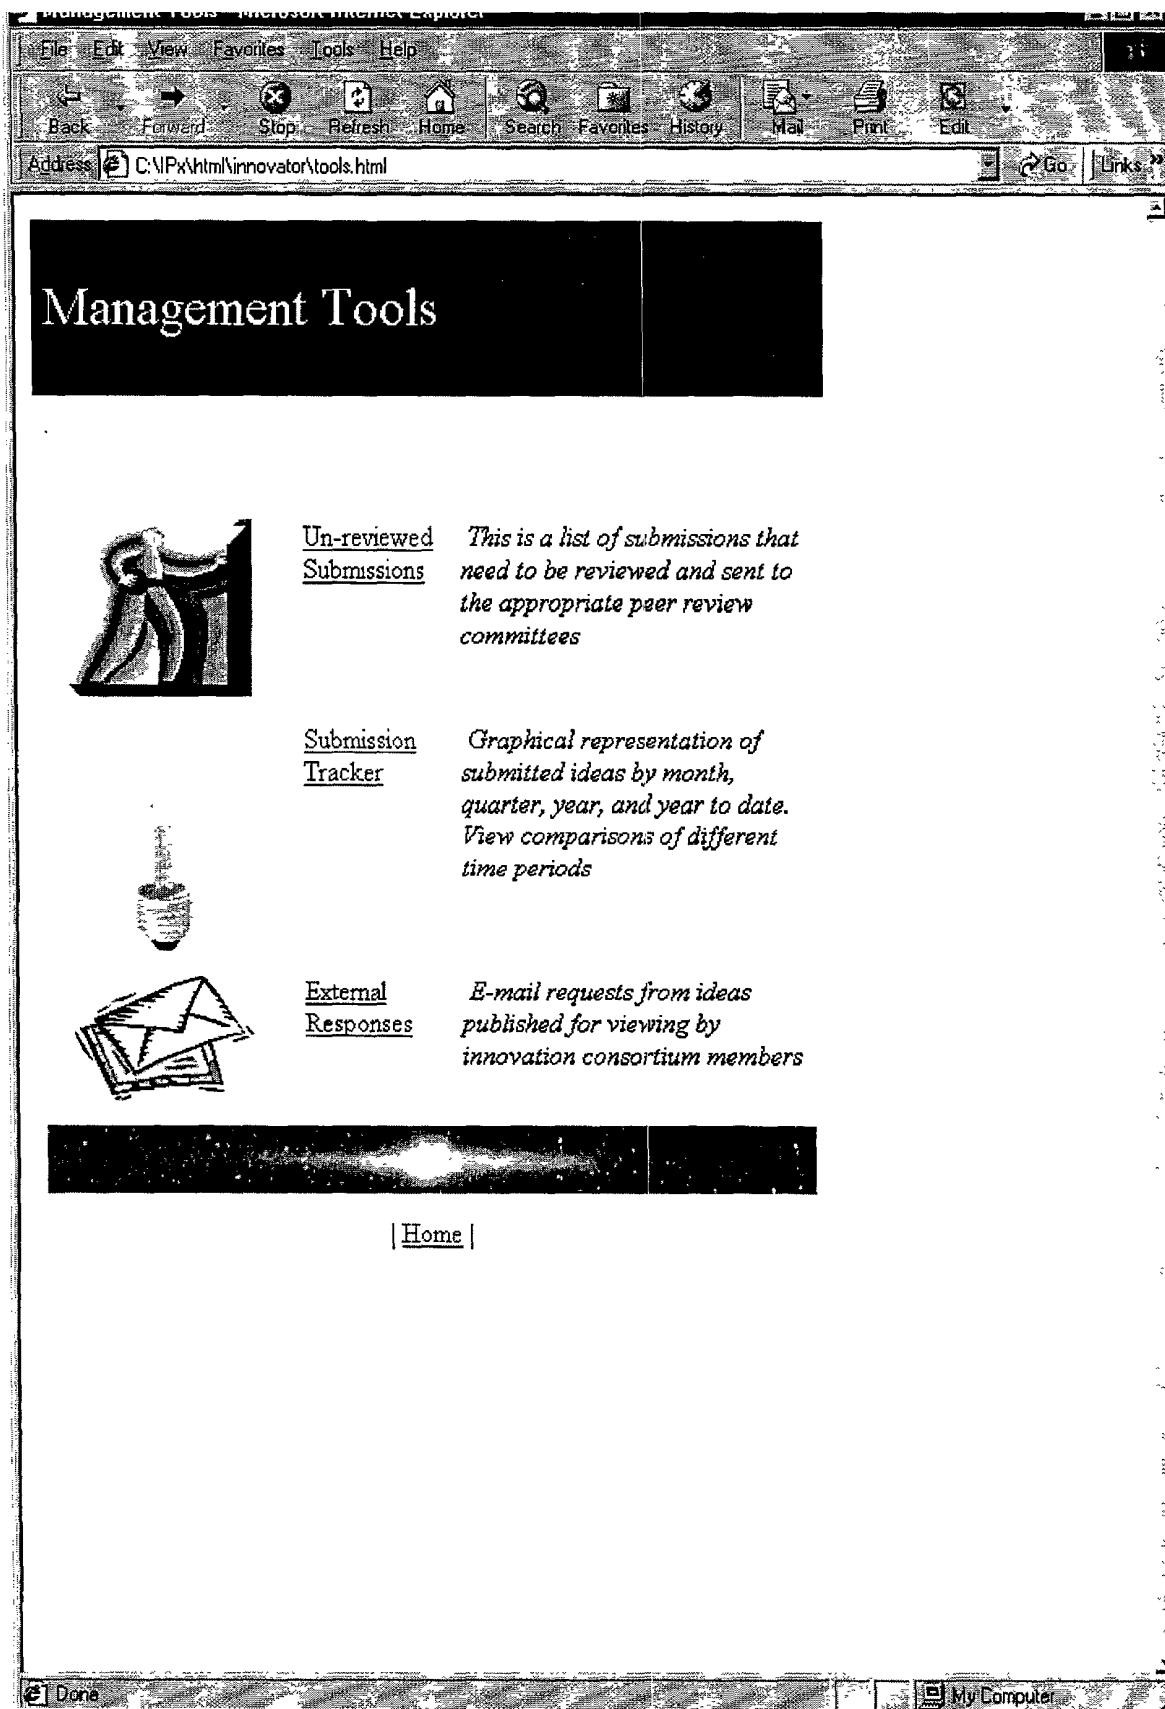 Management Tools - Microsoft Internet Explorer
File Edit View Favorites Tools Help
Back Forward Stop Refresh Home Search Favorites History Mail Print Edit
Address C:\IPx\html\innovator\tools.html Go Links »
Management Tools
Un-reviewed This is a list of submissions that
Submissions need to be reviewed and sent to
the appropriate peer review
committees
Submission Graphical representation of
Tracker submitted ideas by month,
quarter, year, and year to date.
View comparisons of different
time periods
External E-mail requests from ideas
Responses published for viewing by
innovation consortium members
| Home |
Done My Computer